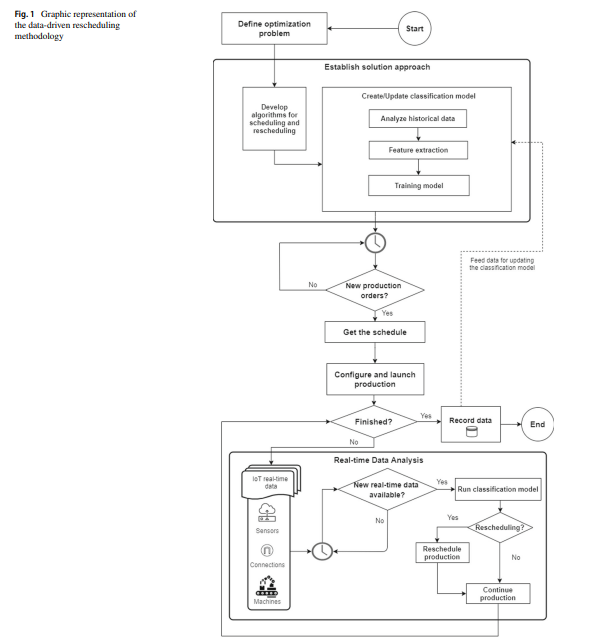 Fig. 1 Graphic representation of
the data-driven rescheduling
methodology
Define optimization
problem
Start
Establish solution approach
Develop
algorithms for
scheduling and
rescheduling
Create/Update classification model
Analyze historical data
Feature extraction
Training model
Feed data for updating
the classification model
No
New production
orders?
Yes
Get the schedule
Configure and launch
production
Finished?
Yes
Record data
End
No
Real-time Data Analysis
IoT real-time
data
Sensors
Connections
Machines
New real-time data
available?
Yes
Run classification model
No
Yes
Rescheduling?
Reschedule
production
No
Continue
production